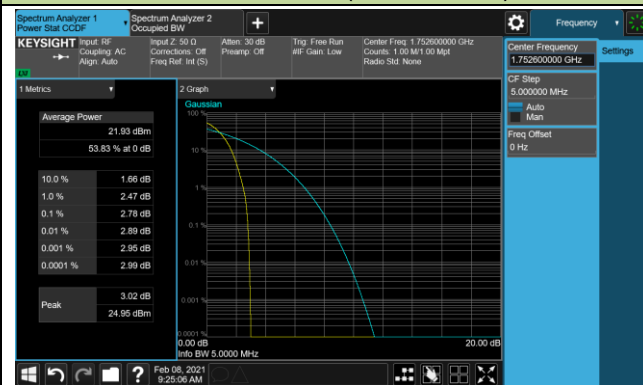 Spectrum Analyzer 1
Power Stat CCDF
Spectrum Analyzer 2
Occupied BW
Frequency
KEYSIGHT
Input: RF
Coupling: AC
Align: Auto
Input Z: 50 Ω
Corrections: Off
Freq Ref: Int (S)
Atten: 30 dB
Preamp: Off
Trig: Free Run
#IF Gain: Low
Center Freq: 1.752600000 GHz
Counts: 1.00 M/1.00 Mpt
Radio Std: None
LXI
Center Frequency
1.752600000 GHz
Settings
CF Step
5.000000 MHz
Auto
Man
Freq Offset
0 Hz
1 Metrics
2 Graph
Gaussian
Average Power
21.93 dBm
53.83 % at 0 dB
10.0 % 1.66 dB
1.0 % 2.47 dB
0.1 % 2.78 dB
0.01 % 2.89 dB
0.001 % 2.95 dB
0.0001 % 2.99 dB
Peak
3.02 dB
24.95 dBm
100 %
10 %
1 %
0.1 %
0.01 %
0.001 %
0.0001 %
0.00 dB 20.00 dB
Info BW 5.0000 MHz
?
Feb 08, 2021
9:25:06 AM